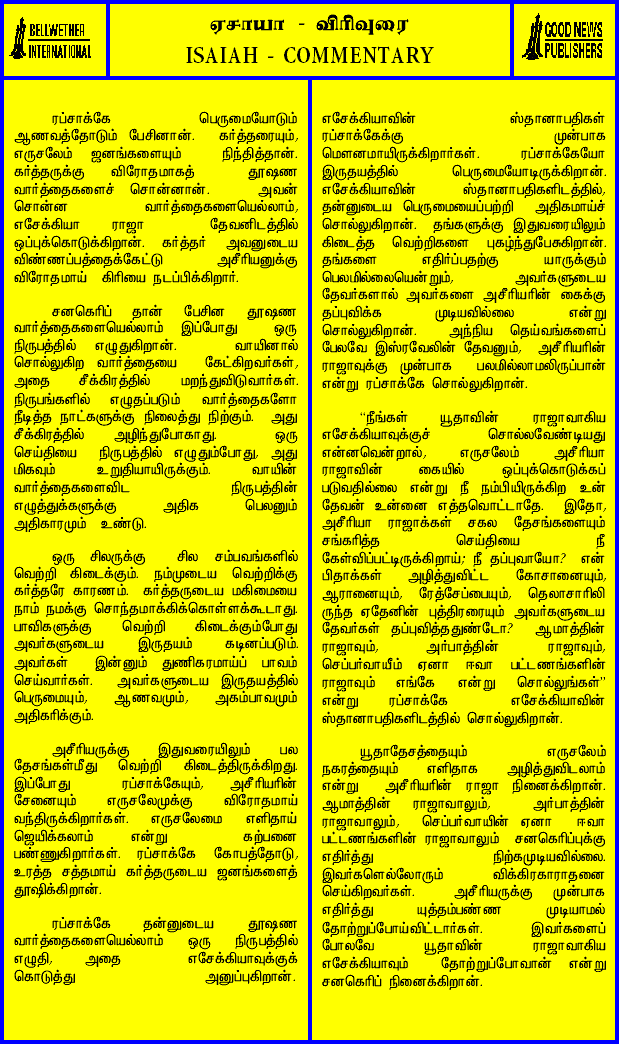 BELLWETHER
INTERNATIONAL
ஏசாயா - விரிவுரை
ISAIAH - COMMENTARY
GOOD NEWS
PUBLISHERS
ரப்சாக்கே பெருமையோடும்
ஆணவத்தோடும் பேசினான். கர்த்தரையும்,
எருசலேம் ஜனங்களையும் நிந்தித்தான்.
கர்த்தருக்கு விரோதமாகத் தூஷண
வார்த்தைகளைச் சொன்னான். அவன்
சொன்ன வார்த்தைகளையெல்லாம்,
எசேக்கியா ராஜா தேவனிடத்தில்
ஒப்புக்கொடுக்கிறான். கர்த்தர் அவனுடைய
விண்ணப்பத்தைக்கேட்டு அசீரியனுக்கு
விரோதமாய் கிரியை நடப்பிக்கிறார்.
சனகெரிப் தான் பேசின தூஷண
வார்த்தைகளையெல்லாம் இப்போது ஒரு
நிருபத்தில் எழுதுகிறான். வாயினால்
சொல்லுகிற வார்த்தையை கேட்கிறவர்கள்,
அதை சீக்கிரத்தில் மறந்துவிடுவார்கள்.
நிருபங்களில் எழுதப்படும் வார்த்தைகளோ
நீடித்த நாட்களுக்கு நிலைத்து நிற்கும். அது
சீக்கிரத்தில் அழிந்துபோகாது. ஒரு
செய்தியை நிருபத்தில் எழுதும்போது, அது
மிகவும் உறுதியாயிருக்கும். வாயின்
வார்த்தைகளைவிட நிருபத்தின்
எழுத்துக்களுக்கு அதிக பெலனும்
அதிகாரமும் உண்டு.
ஒரு சிலருக்கு சில சம்பவங்களில்
வெற்றி கிடைக்கும். நம்முடைய வெற்றிக்கு
கர்த்தரே காரணம். கர்த்தருடைய மகிமையை
நாம் நமக்கு சொந்தமாக்கிக்கொள்ளக்கூடாது.
பாவிகளுக்கு வெற்றி கிடைக்கும்போது
அவர்களுடைய இருதயம் கடினப்படும்.
அவர்கள் இன்னும் துணிகரமாய்ப் பாவம்
செய்வார்கள். அவர்களுடைய இருதயத்தில்
பெருமையும், ஆணவமும், அகம்பாவமும்
அதிகரிக்கும்.
அசீரியருக்கு இதுவரையிலும் பல
தேசங்கள்மீது வெற்றி கிடைத்திருக்கிறது.
இப்போது ரப்சாக்கேயும், அசீரியரின்
சேனையும் எருசலேமுக்கு விரோதமாய்
வந்திருக்கிறார்கள். எருசலேமை எளிதாய்
ஜெயிக்கலாம் என்று கற்பனை
பண்ணுகிறார்கள். ரப்சாக்கே கோபத்தோடு,
உரத்த சத்தமாய் கர்த்தருடைய ஜனங்களைத்
தூஷிக்கிறான்.
ரப்சாக்கே தன்னுடைய தூஷண
வார்த்தைகளையெல்லாம் ஒரு நிருபத்தில்
எழுதி, அதை எசேக்கியாவுக்குக்
கொடுத்து அனுப்புகிறான்.
எசேக்கியாவின் ஸ்தானாபதிகள்
ரப்சாக்கேக்கு முன்பாக
மௌனமாயிருக்கிறார்கள். ரப்சாக்கேயோ
இருதயத்தில் பெருமையோடிருக்கிறான்.
எசேக்கியாவின் ஸ்தானாபதிகளிடத்தில்,
தன்னுடைய பெருமையைப்பற்றி அதிகமாய்ச்
சொல்லுகிறான். தங்களுக்கு இதுவரையிலும்
கிடைத்த வெற்றிகளை புகழ்ந்துபேசுகிறான்.
தங்களை எதிர்ப்பதற்கு யாருக்கும்
பெலமில்லையென்றும், அவர்களுடைய
தேவர்களால் அவர்களை அசீரியரின் கைக்கு
தப்புவிக்க முடியவில்லை என்று
சொல்லுகிறான். அந்நிய தெய்வங்களைப்
பேலவே இஸ்ரவேலின் தேவனும், அசீரியரின்
ராஜாவுக்கு முன்பாக பலமில்லாமலிருப்பான்
என்று ரப்சாக்கே சொல்லுகிறான்.
“நீங்கள் யூதாவின் ராஜாவாகிய
எசேக்கியாவுக்குச் சொல்லவேண்டியது
என்னவென்றால், எருசலேம் அசீரியா
ராஜாவின் கையில் ஒப்புக்கொடுக்கப்
படுவதில்லை என்று நீ நம்பியிருக்கிற உன்
தேவன் உன்னை எத்தவொட்டாதே. இதோ,
அசீரியா ராஜாக்கள் சகல தேசங்களையும்
சங்கரித்த செய்தியை நீ
கேள்விப்பட்டிருக்கிறாய்; நீ தப்புவாயோ? என்
பிதாக்கள் அழித்துவிட்ட கோசானையும்,
ஆரானையும், ரேத்சேப்பையும், தெலாசாரிலி
ருந்த ஏதேனின் புத்திரரையும் அவர்களுடைய
தேவர்கள் தப்புவித்ததுண்டோ? ஆமாத்தின்
ராஜாவும், அர்பாத்தின் ராஜாவும்,
செப்பர்வாயீம் ஏனா ஈவா பட்டணங்களின்
ராஜாவும் எங்கே என்று சொல்லுங்கள்”
என்று ரப்சாக்கே எசேக்கியாவின்
ஸ்தானாபதிகளிடத்தில் சொல்லுகிறான்.
யூதாதேசத்தையும் எருசலேம்
நகரத்தையும் எளிதாக அழித்துவிடலாம்
என்று அசீரியரின் ராஜா நினைக்கிறான்.
ஆமாத்தின் ராஜாவாலும், அர்பாத்தின்
ராஜாவாலும், செப்பர்வாயின் ஏனா ஈவா
பட்டணங்களின் ராஜாவாலும் சனகெரிப்புக்கு
எதிர்த்து நிற்கமுடியவில்லை.
இவர்களெல்லோரும் விக்கிரகாராதனை
செய்கிறவர்கள். அசீரியருக்கு முன்பாக
எதிர்த்து யுத்தம்பண்ண முடியாமல்
தோற்றுப்போய்விட்டார்கள். இவர்களைப்
போலவே யூதாவின் ராஜாவாகிய
எசேக்கியாவும் தோற்றுப்போவான் என்று
சனகெரிப் நினைக்கிறான்.